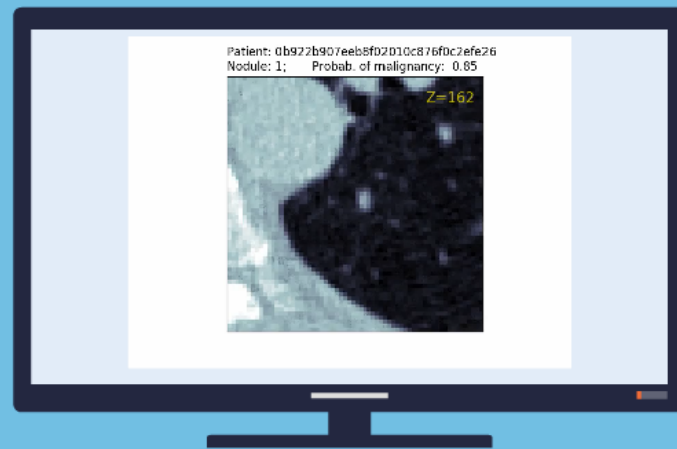 Patient: 0b922b907eeb8f02010c876f0c2efe26
Nodule: 1; Probab. of malignancy: 0.85
Z=162